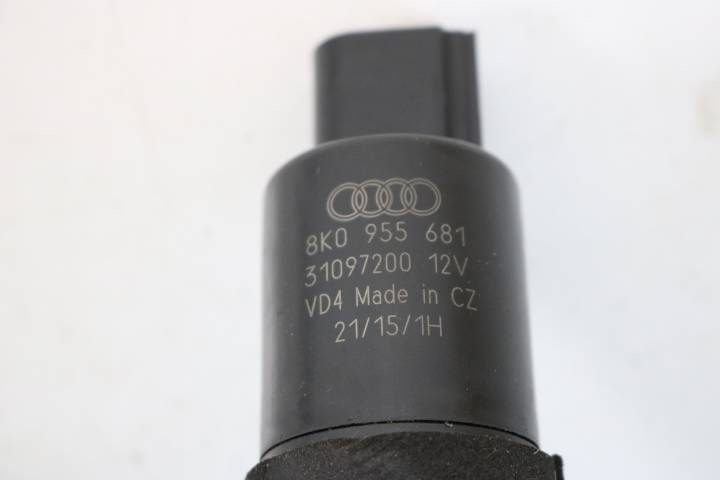 8K0 955 681
31097200 12V
VD4 Made in CZ
21/15/1H